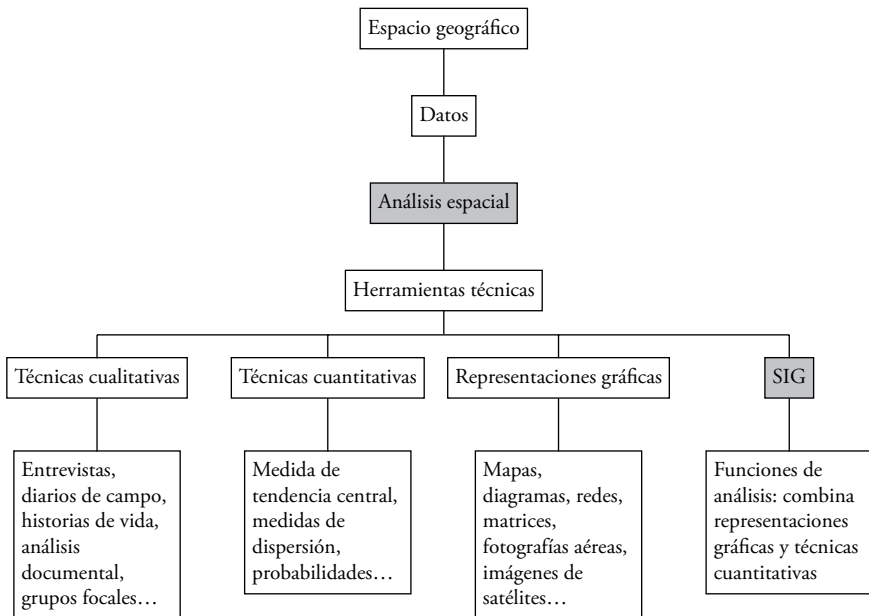 Espacio geográfico
Datos
Análisis espacial
Herramientas técnicas
Técnicas cualitativas
Técnicas cuantitativas
Representaciones gráficas
SIG
Entrevistas,
diarios de campo,
historias de vida,
análisis
documental,
grupos focales…
Medida de
tendencia central,
medidas de
dispersión,
probabilidades…
Mapas,
diagramas, redes,
matrices,
fotografías aéreas,
imágenes de
satélites…
Funciones de
análisis: combina
representaciones
gráficas y técnicas
cuantitativas